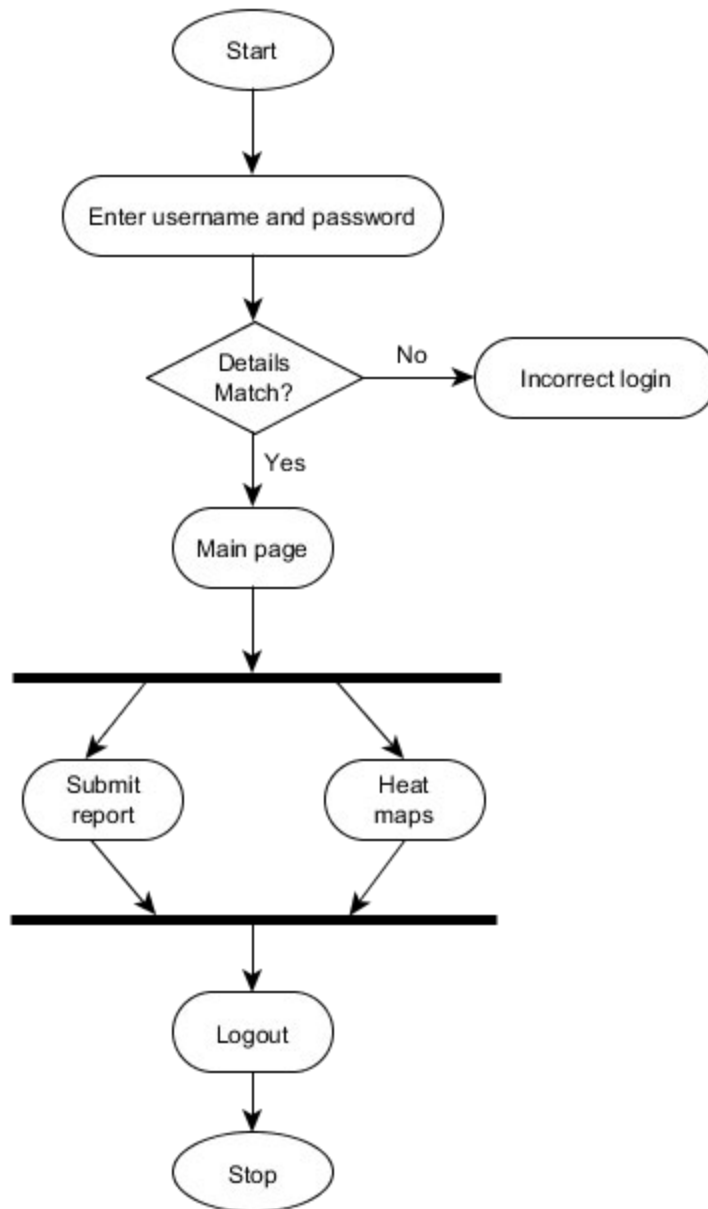 Start
Enter username and password
Details
Match?
No
Incorrect login
Yes
Main page
Submit
report
Heat
maps
Logout
Stop